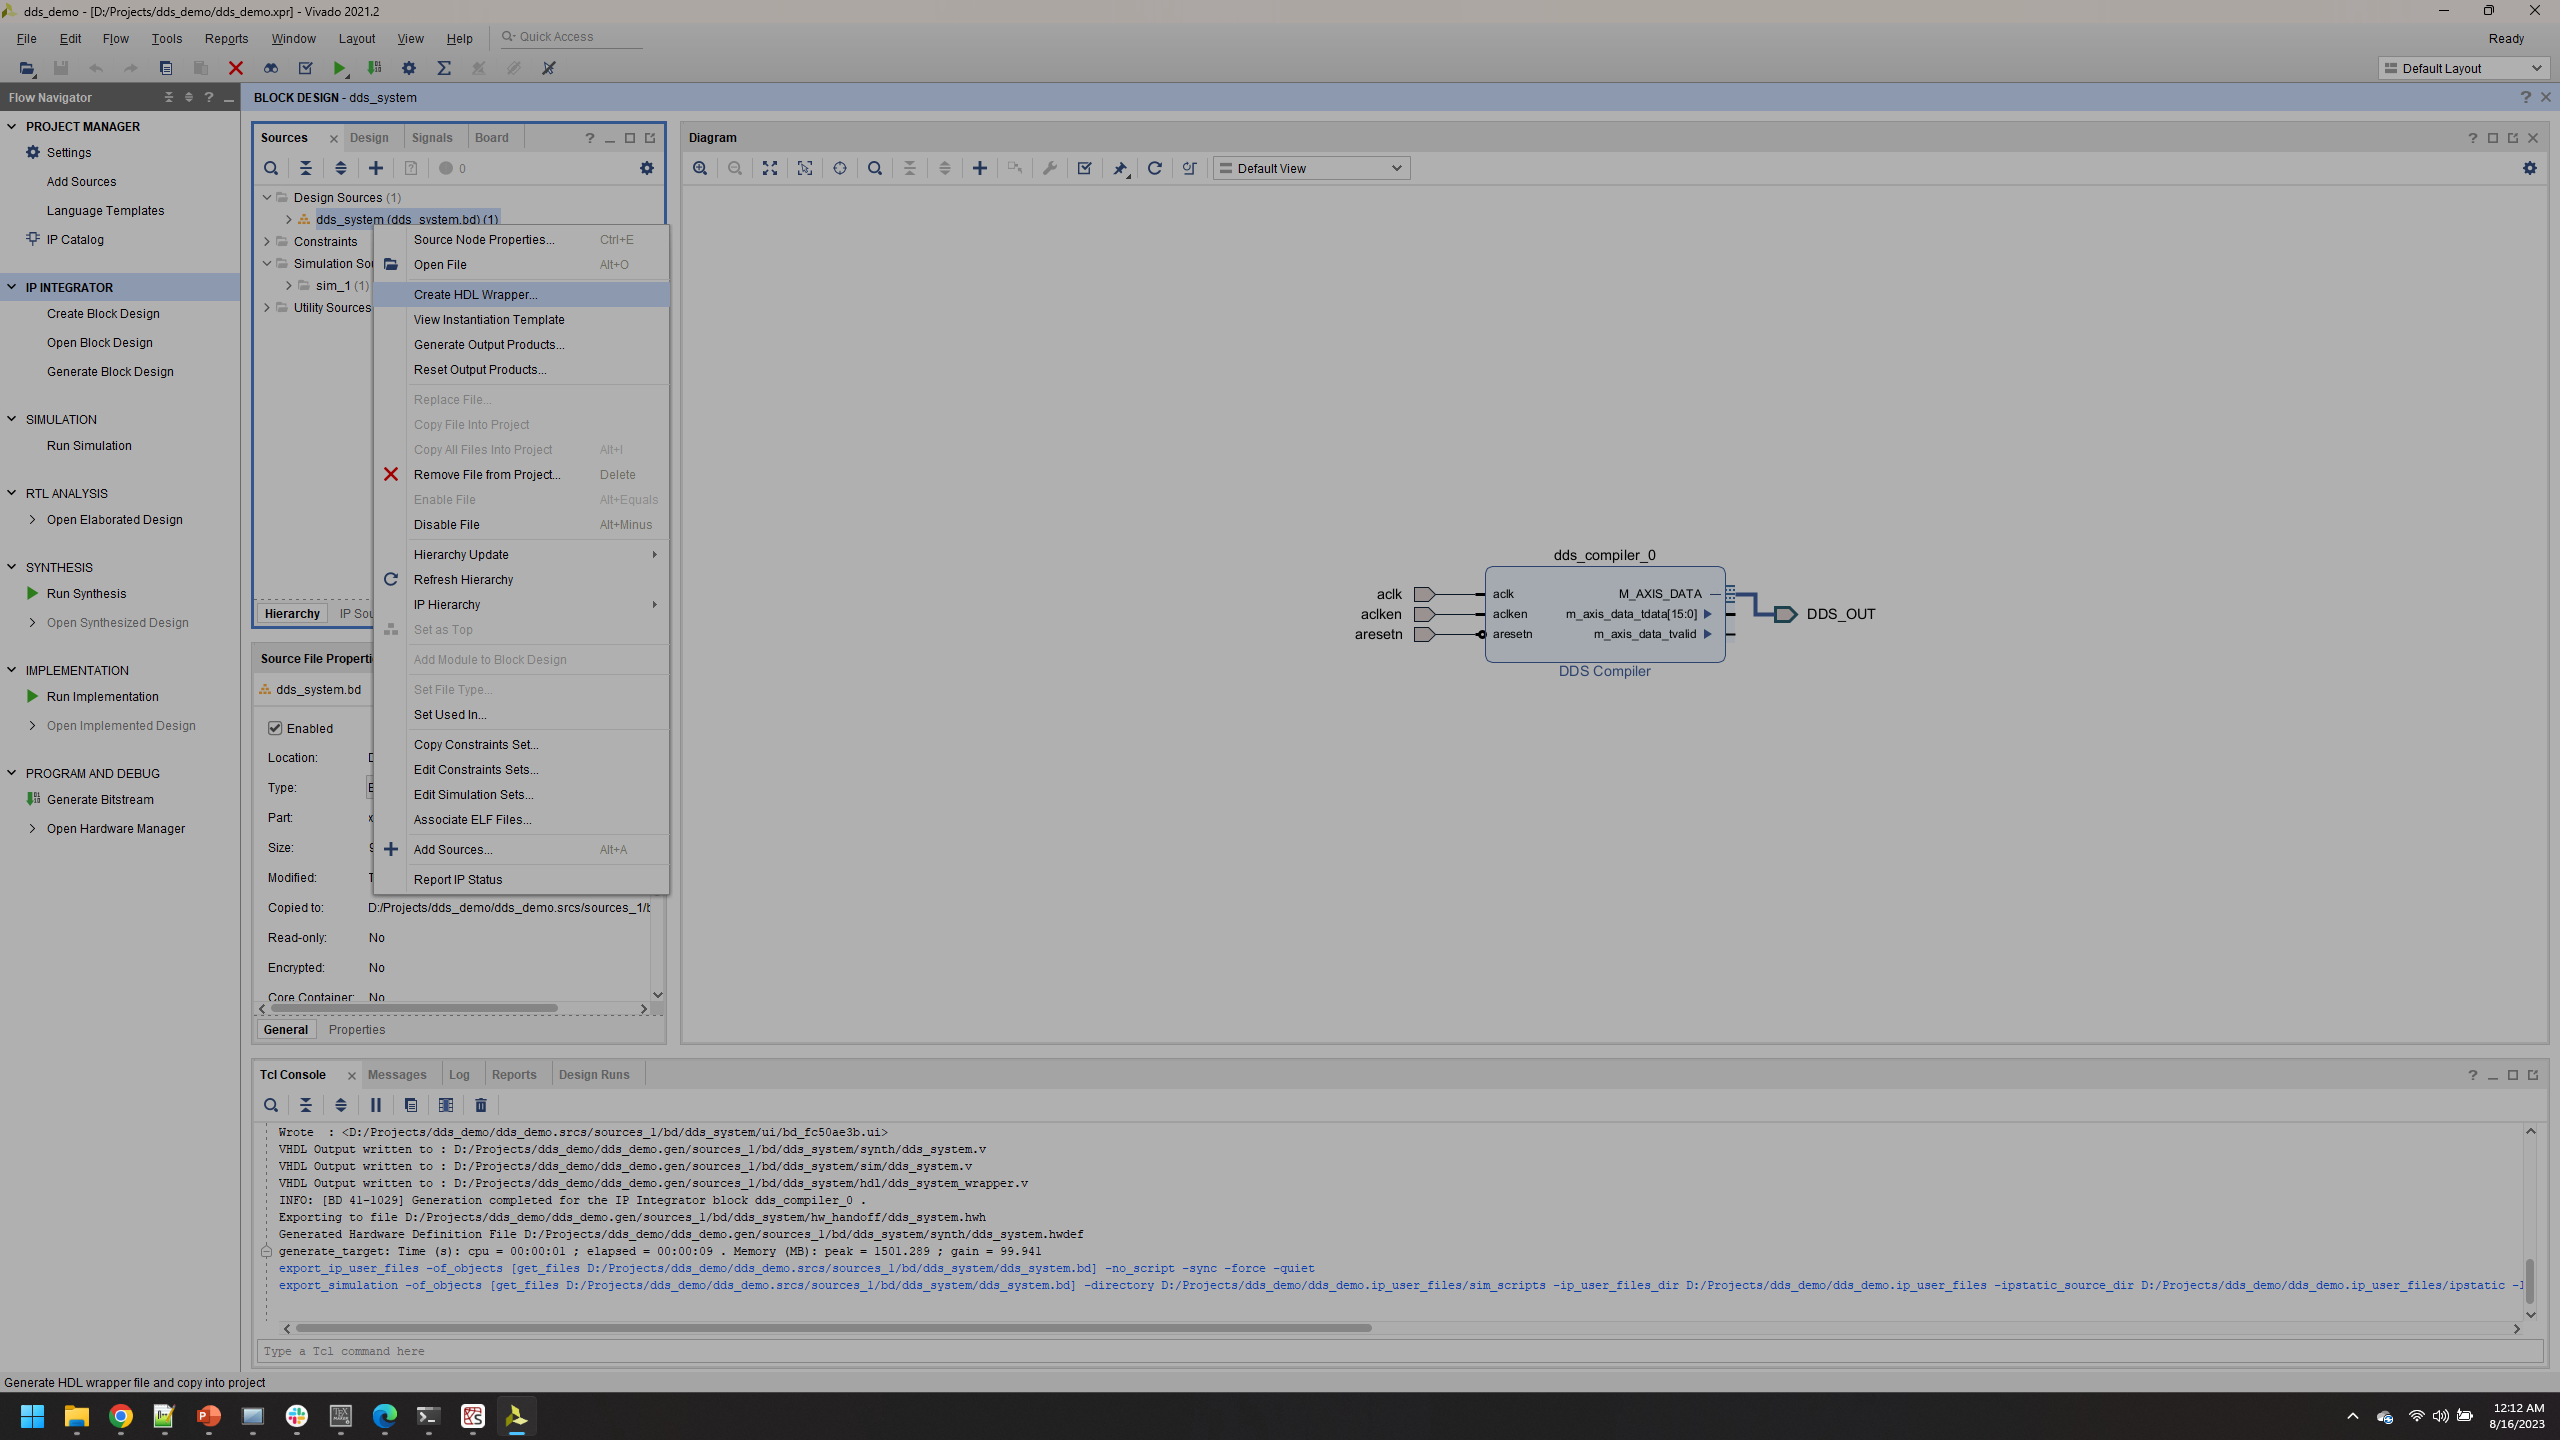 dds_demo - [D:/Projects/dds_demo/dds_demo.xpr] - Vivado 2021.2
File Edit Flow Tools Reports Window Layout View Help Quick Access
Ready
Default Layout
Flow Navigator
BLOCK DESIGN - dds_system
PROJECT MANAGER
Settings
Add Sources
Language Templates
IP Catalog
IP INTEGRATOR
Create Block Design
Open Block Design
Generate Block Design
SIMULATION
Run Simulation
RTL ANALYSIS
Open Elaborated Design
SYNTHESIS
Run Synthesis
Open Synthesized Design
IMPLEMENTATION
Run Implementation
Open Implemented Design
PROGRAM AND DEBUG
Generate Bitstream
Open Hardware Manager
Sources Design Signals Board
0
Design Sources (1)
dds_system (dds_system.bd) (1)
Constraints
Simulation Sou
sim_1 (1)
Utility Sources
Hierarchy IP Sou
Source Node Properties... Ctrl+E
Open File Alt+O
Create HDL Wrapper...
View Instantiation Template
Generate Output Products...
Reset Output Products...
Replace File...
Copy File Into Project
Copy All Files Into Project Alt+I
Remove File from Project... Delete
Enable File Alt+Equals
Disable File Alt+Minus
Hierarchy Update
Refresh Hierarchy
IP Hierarchy
Set as Top
Add Module to Block Design
Set File Type...
Set Used In...
Copy Constraints Set...
Edit Constraints Sets...
Edit Simulation Sets...
Associate ELF Files...
Add Sources... Alt+A
Report IP Status
Source File Properti
dds_system.bd
Enabled
Location:
Type:
Part:
Size:
Modified:
Copied to: D:/Projects/dds_demo/dds_demo.srcs/sources_1/b
Read-only: No
Encrypted: No
Core Container: No
General Properties
Diagram
Default View
dds_compiler_0
aclk
aclken
aresetn
aclk
aclken
aresetn
M_AXIS_DATA
m_axis_data_tdata[15:0]
m_axis_data_tvalid
DDS_OUT
DDS Compiler
Tcl Console Messages Log Reports Design Runs
Wrote : <D:/Projects/dds_demo/dds_demo.srcs/sources_1/bd/dds_system/ui/bd_fc50ae3b.ui>
VHDL Output written to : D:/Projects/dds_demo/dds_demo.gen/sources_1/bd/dds_system/synth/dds_system.v
VHDL Output written to : D:/Projects/dds_demo/dds_demo.gen/sources_1/bd/dds_system/sim/dds_system.v
VHDL Output written to : D:/Projects/dds_demo/dds_demo.gen/sources_1/bd/dds_system/hdl/dds_system_wrapper.v
INFO: [BD 41-1029] Generation completed for the IP Integrator block dds_compiler_0 .
Exporting to file D:/Projects/dds_demo/dds_demo.gen/sources_1/bd/dds_system/hw_handoff/dds_system.hwh
Generated Hardware Definition File D:/Projects/dds_demo/dds_demo.gen/sources_1/bd/dds_system/synth/dds_system.hwdef
generate_target: Time (s): cpu = 00:00:01 ; elapsed = 00:00:09 . Memory (MB): peak = 1501.289 ; gain = 99.941
export_ip_user_files -of_objects [get_files D:/Projects/dds_demo/dds_demo.srcs/sources_1/bd/dds_system/dds_system.bd] -no_script -sync -force -quiet
export_simulation -of_objects [get_files D:/Projects/dds_demo/dds_demo.srcs/sources_1/bd/dds_system/dds_system.bd] -directory D:/Projects/dds_demo/dds_demo.ip_user_files/sim_scripts -ip_user_files_dir D:/Projects/dds_demo/dds_demo.ip_user_files -ipstatic_source_dir D:/Projects/dds_demo/dds_demo.ip_user_files/ipstatic
Type a Tcl command here
Generate HDL wrapper file and copy into project
12:12 AM
8/16/2023